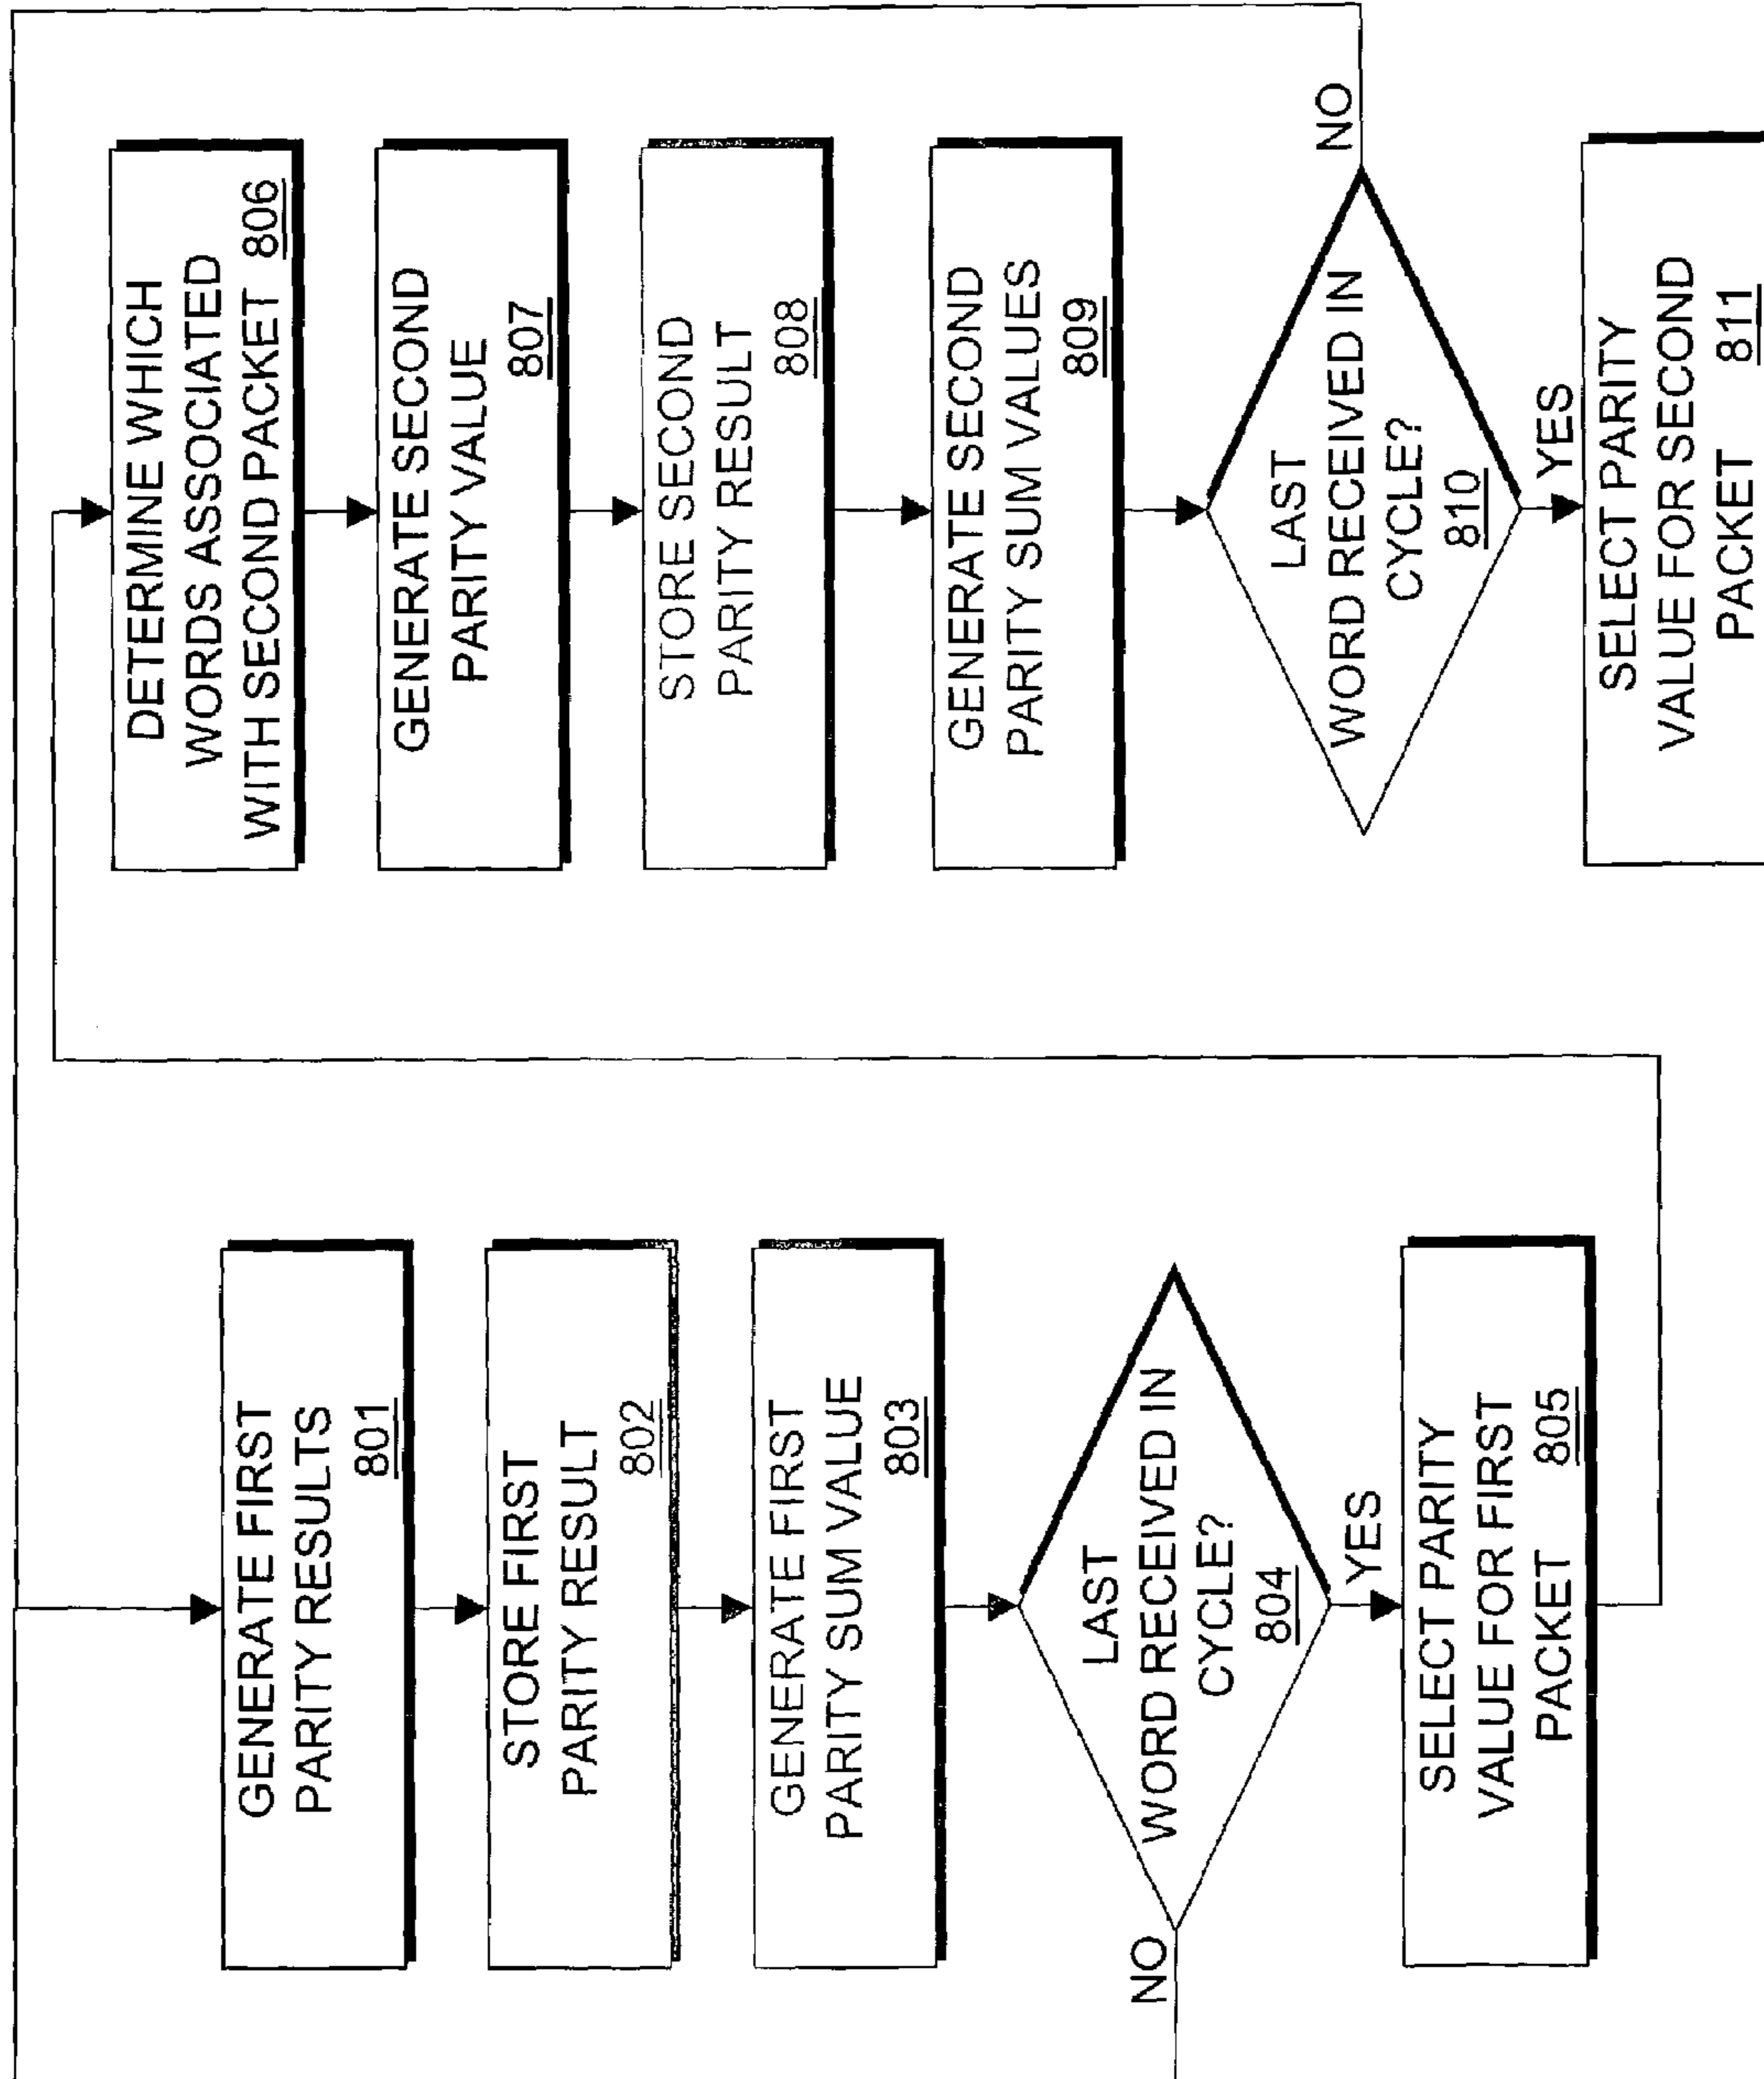 GENERATE FIRST
PARITY RESULTS
801
STORE FIRST
PARITY RESULT
802
GENERATE FIRST
PARITY SUM VALUE
803
LAST
WORD RECEIVED IN
CYCLE?
804
NO
YES
SELECT PARITY
VALUE FOR FIRST
PACKET 805
DETERMINE WHICH
WORDS ASSOCIATED
WITH SECOND PACKET 806
GENERATE SECOND
PARITY VALUE
807
STORE SECOND
PARITY RESULT
808
GENERATE SECOND
PARITY SUM VALUES
809
LAST
WORD RECEIVED IN
CYCLE?
810
NO
YES
SELECT PARITY
VALUE FOR SECOND
PACKET 811